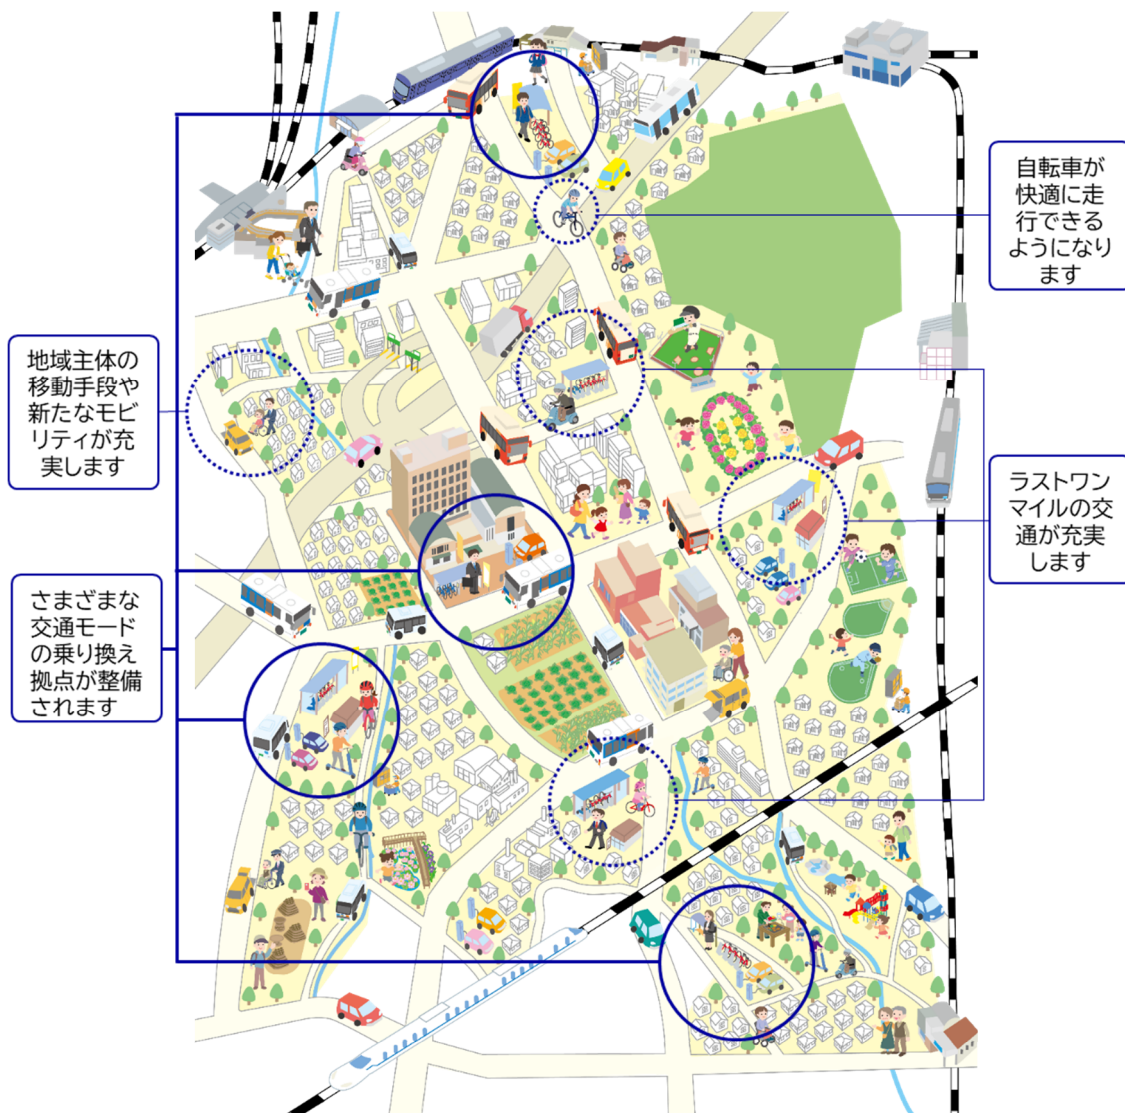 自転車が
快適に走
行できる
ようになり
ます
地域主体の
移動手段や
新たなモビ
リティが充
実します
ラストワン
マイルの交
通が充実
します
さまざまな
交通モード
の乗り換え
拠点が整備
されます